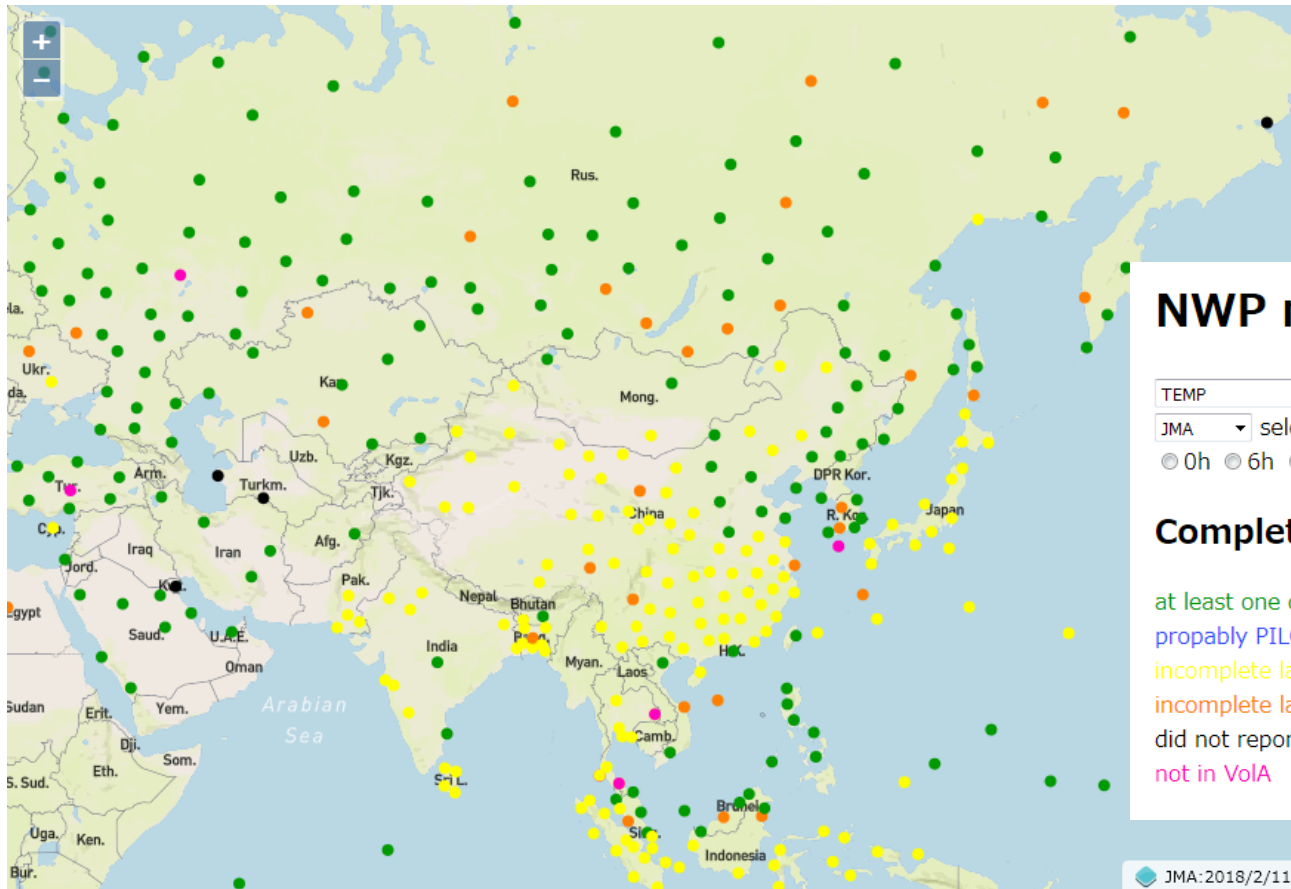 +
−
Rus.
NWP
TEMP
JMA
0h 6h
Complet
at least one
propably PIL
incomplete la
incomplete la
did not repor
not in VolA
Ukr.
Mong.
Uzb.
Kgz.
Arm.
Turkm.
Tjk.
DPR Kor.
Tur.
China
Japan
Cyp.
Iraq
Iran
Afg.
Jord.
Pak.
Nepal
Bhutan
Egypt
Saud.
U.A.E.
India
H.K.
Oman
Myan.
Laos
Sudan
Erit.
Yem.
Arabian
Sea
Dji.
Camb.
Som.
S. Sud.
Eth.
Sri L.
Brunei
Uga.
Ken.
Indonesia
Bur.
JMA:2018/2/11